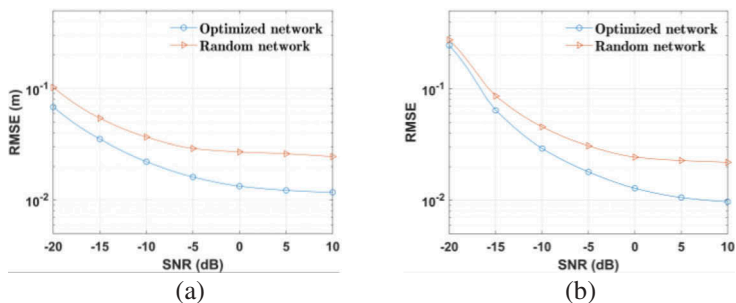 Optimized network
Random network
RMSE (m)
10^-1
10^-2
-20 -15 -10 -5 0 5 10
SNR (dB)
(a)
Optimized network
Random network
RMSE
10^-1
10^-2
-20 -15 -10 -5 0 5 10
SNR (dB)
(b)